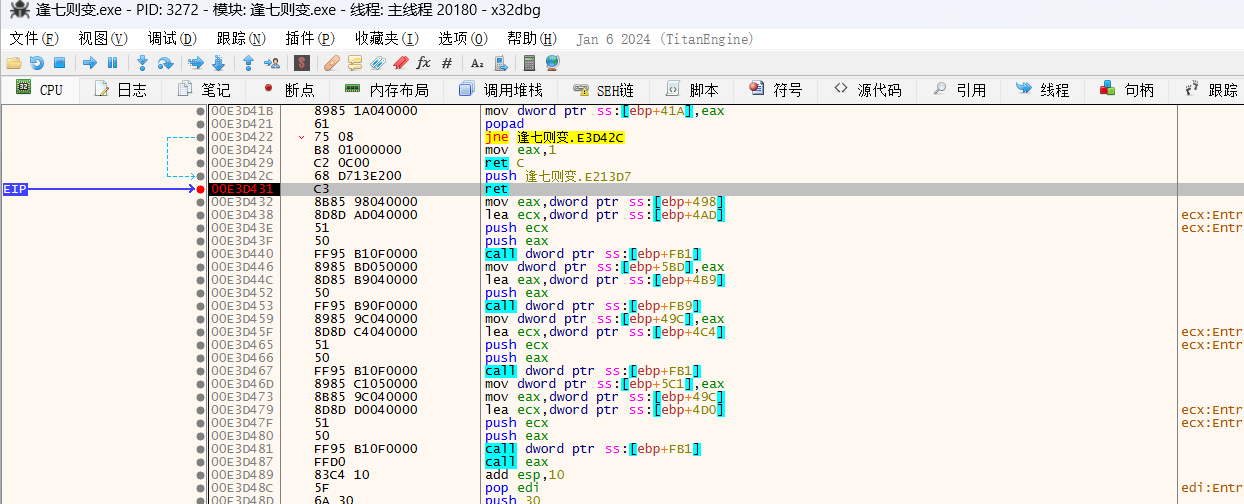 逢七则变.exe - PID: 3272 - 模块: 逢七则变.exe - 线程: 主线程 20180 - x32dbg
文件(F) 视图(V) 调试(D) 跟踪(N) 插件(P) 收藏夹(I) 选项(O) 帮助(H) Jan 6 2024 (TitanEngine)
CPU 日志 笔记 断点 内存布局 调用堆栈 SEH链 脚本 符号 源代码 引用 线程 句柄 跟踪
00E3D41B 8985 1A040000 mov dword ptr ss:[ebp+41A],eax
00E3D421 61 popad
00E3D422 75 08 jne 逢七则变.E3D42C
00E3D424 B8 01000000 mov eax,1
00E3D429 C2 0C00 ret C
00E3D42C 68 D713E200 push 逢七则变.E213D7
EIP 00E3D431 C3 ret
00E3D432 8B85 98040000 mov eax,dword ptr ss:[ebp+498]
00E3D438 8D8D AD040000 lea ecx,dword ptr ss:[ebp+4AD] ecx:Entr
00E3D43E 51 push ecx ecx:Entr
00E3D43F 50 push eax
00E3D440 FF95 B10F0000 call dword ptr ss:[ebp+FB1]
00E3D446 8985 BD050000 mov dword ptr ss:[ebp+5BD],eax
00E3D44C 8D85 B9040000 lea eax,dword ptr ss:[ebp+4B9]
00E3D452 50 push eax
00E3D453 FF95 B90F0000 call dword ptr ss:[ebp+FB9]
00E3D459 8985 9C040000 mov dword ptr ss:[ebp+49C],eax
00E3D45F 8D8D C4040000 lea ecx,dword ptr ss:[ebp+4C4] ecx:Entr
00E3D465 51 push ecx ecx:Entr
00E3D466 50 push eax
00E3D467 FF95 B10F0000 call dword ptr ss:[ebp+FB1]
00E3D46D 8985 C1050000 mov dword ptr ss:[ebp+5C1],eax
00E3D473 8B85 9C040000 mov eax,dword ptr ss:[ebp+49C]
00E3D479 8D8D D0040000 lea ecx,dword ptr ss:[ebp+4D0] ecx:Entr
00E3D47F 51 push ecx ecx:Entr
00E3D480 50 push eax
00E3D481 FF95 B10F0000 call dword ptr ss:[ebp+FB1]
00E3D487 FFD0 call eax
00E3D489 83C4 10 add esp,10
00E3D48C 5F pop edi edi:Entr
00E3D48D 6A 30 push 30